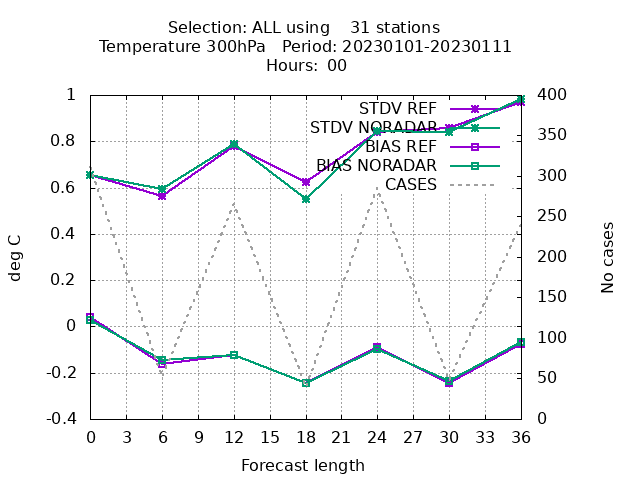 Selection: ALL using    31 stations
Temperature 300hPa   Period: 20230101-20230111
Hours:  00
STDV REF
STDV NORADAR
BIAS REF
BIAS NORADAR
CASES
1
0.8
0.6
0.4
0.2
0
-0.2
-0.4
deg C
400
350
300
250
200
150
100
50
0
No cases
0 3 6 9 12 15 18 21 24 27 30 33 36
Forecast length